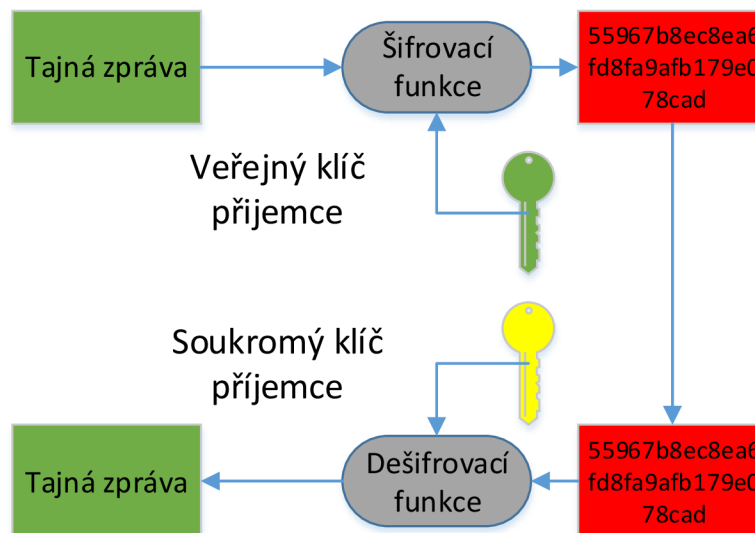 Tajná zpráva
Šifrovací
funkce
55967b8ec8ea6
fd8fa9afb179e0
78cad
Veřejný klíč
přijemce
Soukromý klíč
příjemce
Tajná zpráva
Dešifrovací
funkce
55967b8ec8ea6
fd8fa9afb179e0
78cad